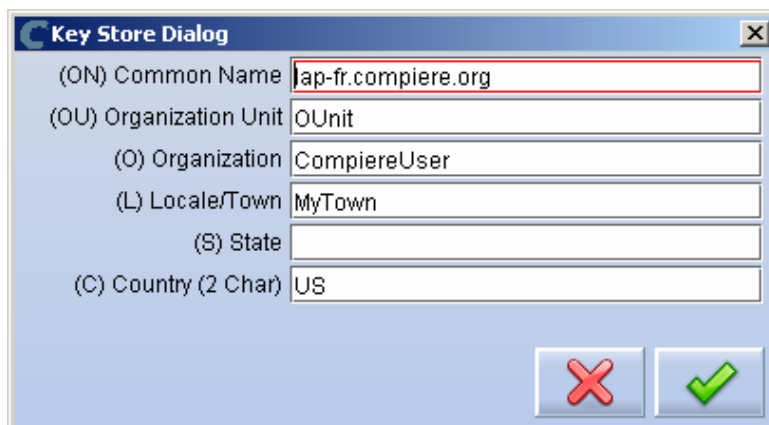 Key Store Dialog
(ON) Common Name lap-fr.compiere.org
(OU) Organization Unit OUnit
(O) Organization CompiereUser
(L) Locale/Town MyTown
(S) State
(C) Country (2 Char) US